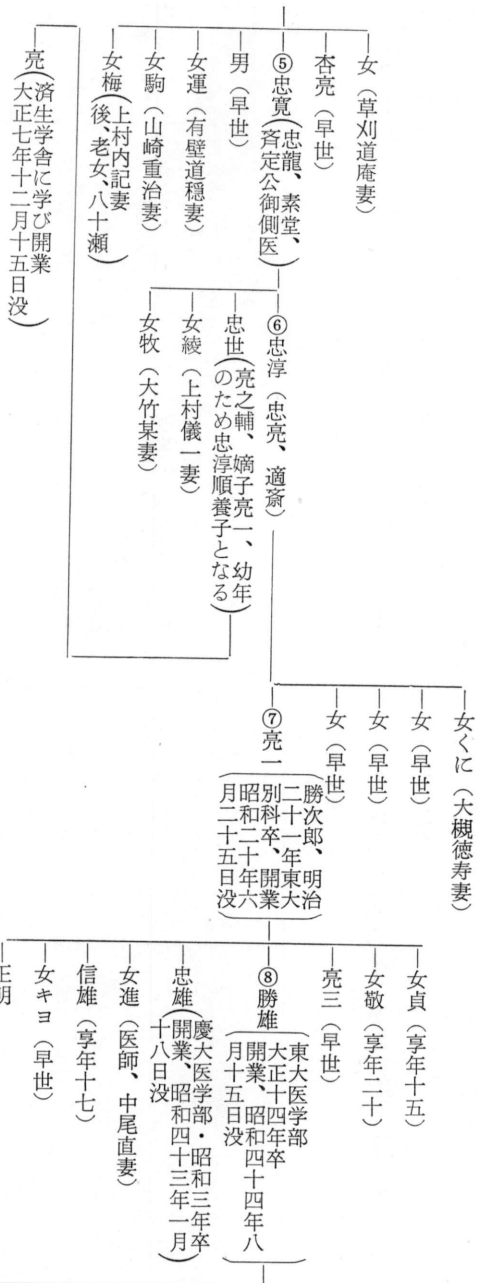 女（草刈道庵妻）
杏亮（早世）
⑤忠寛（忠龍、素堂、
斉定公御側医）
男（早世）
女運（有壁道穏妻）
女駒（山崎重治妻）
女梅（上村内記妻
後、老女、八十瀬）
⑥忠淳（忠亮、適斎）
忠世（亮之輔、嫡子亮一、幼年
のため忠淳順養子となる）
女綾（上村儀一妻）
女牧（大竹某妻）
亮（済生学舎に学び開業
大正七年十二月十五日没）
女くに（大槻徳寿妻）
女（早世）
女（早世）
女（早世）
⑦亮一（勝次郎、明治
二十一年東大
別科卒、開業
昭和二十年六
月二十五日没）
女貞（享年十五）
女敬（享年二十）
亮三（早世）
⑧勝雄（東大医学部
大正十四年卒
開業、昭和四十四年八
月十五日没）
忠雄（慶大医学部・昭和三年卒
開業、昭和四十三年一月
十八日没）
女進（医師、中尾直妻）
信雄（享年十七）
女キヨ（早世）
正明